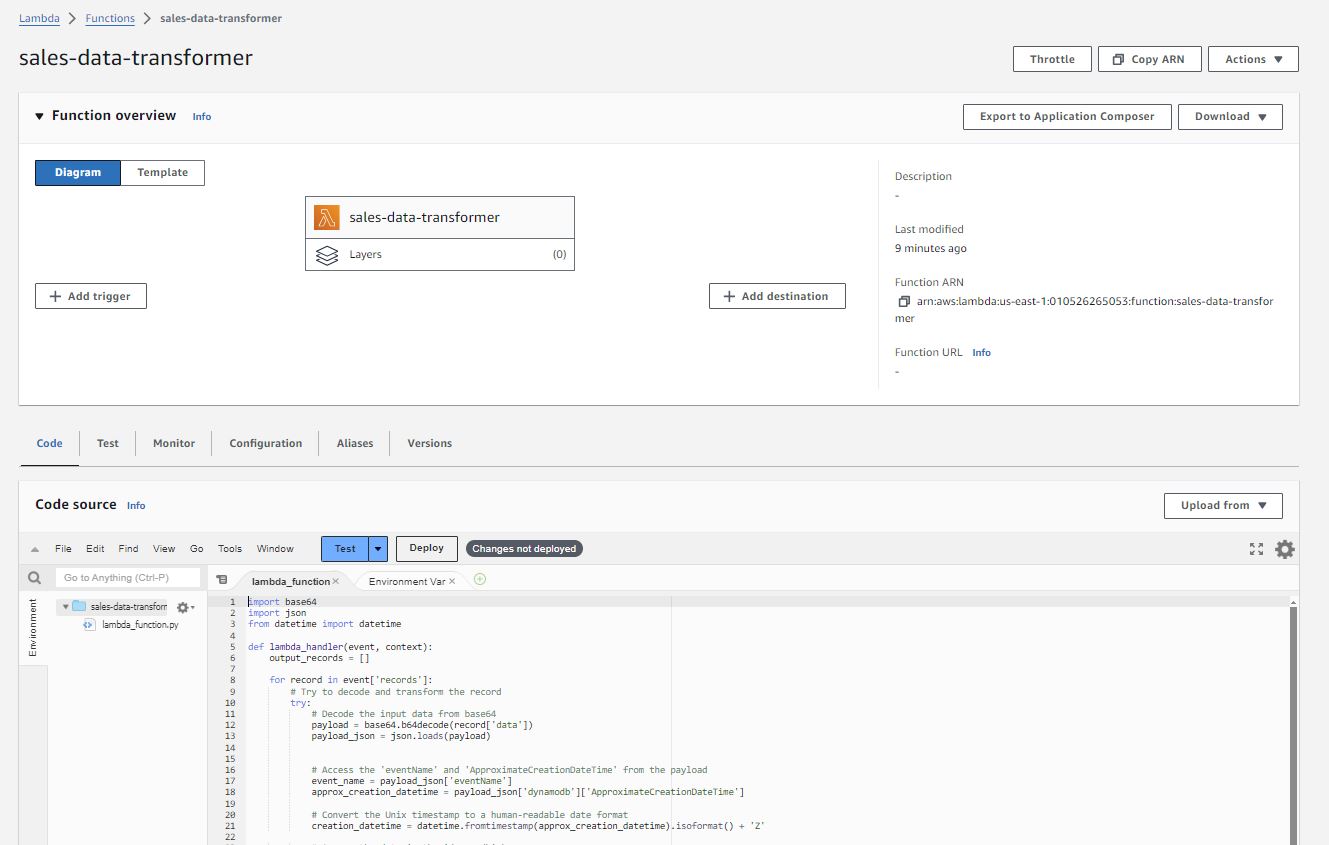 Lambda > Functions > sales-data-transformer
sales-data-transformer
Throttle
Copy ARN
Actions
Function overview Info
Export to Application Composer
Download
Diagram
Template
sales-data-transformer
Layers (0)
+ Add trigger
+ Add destination
Description
-
Last modified
9 minutes ago
Function ARN
arn:aws:lambda:us-east-1:010526265053:function:sales-data-transfor
mer
Function URL Info
-
Code
Test
Monitor
Configuration
Aliases
Versions
Code source Info
Upload from
File Edit Find View Go Tools Window
Test
Deploy
Changes not deployed
Go to Anything (Ctrl-P)
lambda_function ×
Environment Var ×
Environment
sales-data-transforn
lambda_function.py
1 import base64
2 import json
3 from datetime import datetime
4
5 def lambda_handler(event, context):
6 output_records = []
7
8 for record in event['records']:
9 # Try to decode and transform the record
10 try:
11 # Decode the input data from base64
12 payload = base64.b64decode(record['data'])
13 payload_json = json.loads(payload)
14
15
16 # Access the 'eventName' and 'ApproximateCreationDateTime' from the payload
17 event_name = payload_json['eventName']
18 approx_creation_datetime = payload_json['dynamodb']['ApproximateCreationDateTime']
19
20 # Convert the Unix timestamp to a human-readable date format
21 creation_datetime = datetime.fromtimestamp(approx_creation_datetime).isoformat() + 'Z'
22